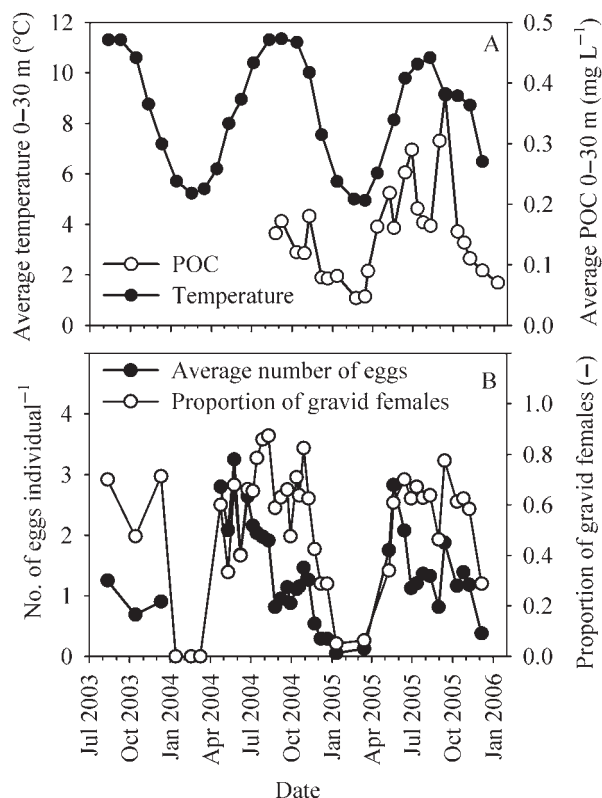 A
Average temperature 0–30 m (°C)
12
10
8
6
4
2
0
0.5
0.4
0.3
0.2
0.1
0.0
Average POC 0–30 m (mg L⁻¹)
POC
Temperature
B
Average number of eggs
Proportion of gravid females
No. of eggs individual⁻¹
4
3
2
1
0
1.0
0.8
0.6
0.4
0.2
0.0
Proportion of gravid females (–)
Jul 2003
Oct 2003
Jan 2004
Apr 2004
Jul 2004
Oct 2004
Jan 2005
Apr 2005
Jul 2005
Oct 2005
Jan 2006
Date